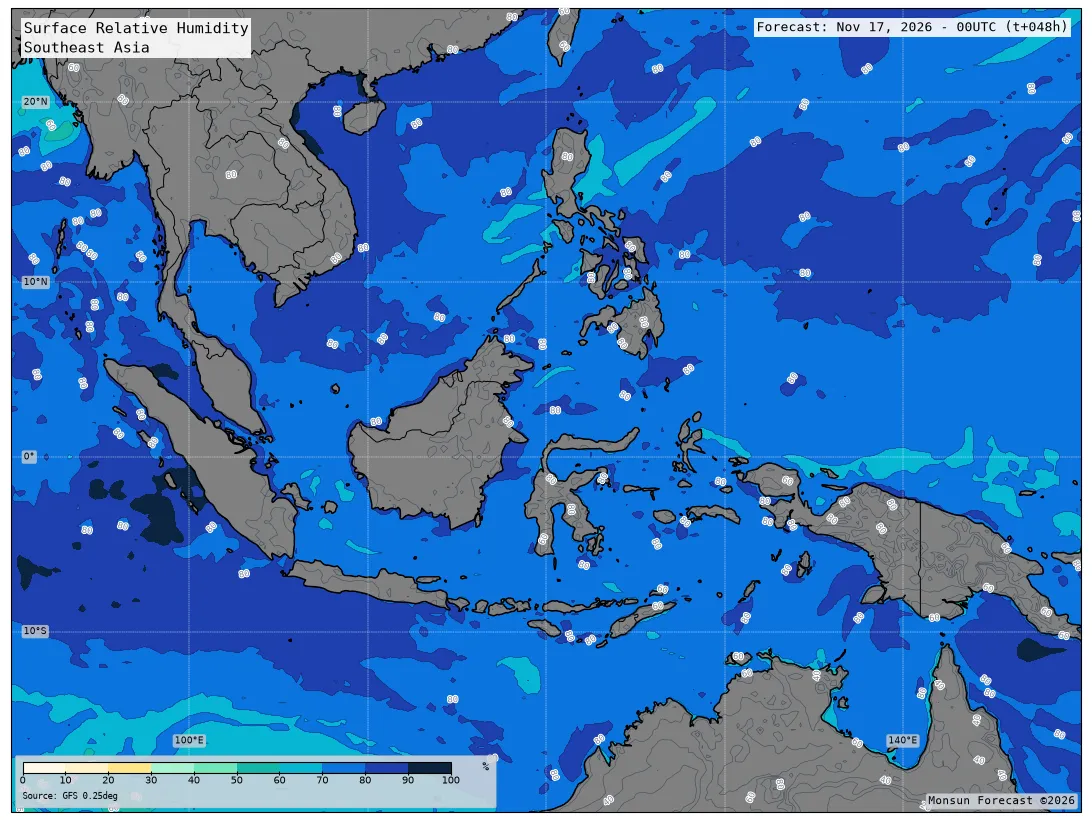 Surface Relative Humidity
Southeast Asia
Forecast: Nov 17, 2026 - 00UTC (t+048h)
20°N
10°N
0°
10°S
100°E
140°E
0 10 20 30 40 50 60 70 80 90 100
%
Source: GFS 0.25deg
Monsun Forecast ©2026